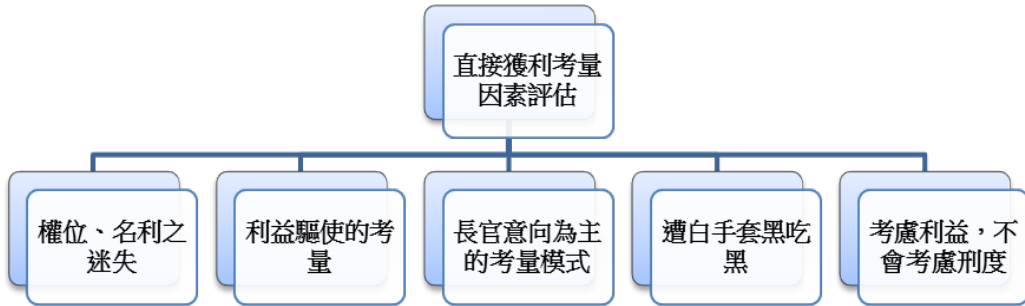 直接獲利考量
因素評估
權位、名利之
迷失
利益驅使的考
量
長官意向為主
的考量模式
遭白手套黑吃
黑
考慮利益，不
會考慮刑度